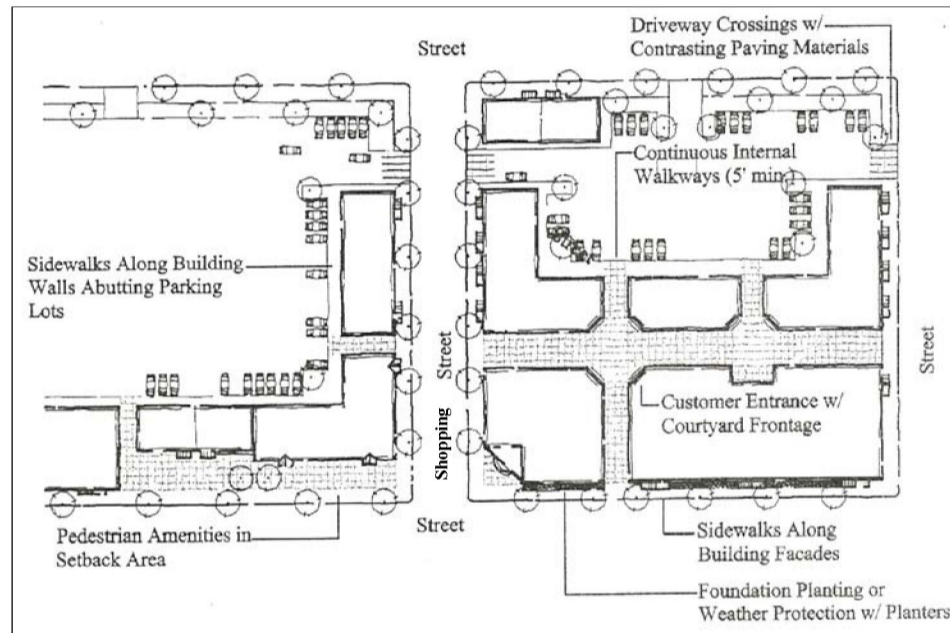 Street
Driveway Crossings w/
Contrasting Paving Materials
Continuous Internal
Walkways (5' min.)
Sidewalks Along Building
Walls Abutting Parking
Lots
Street
Shopping
Street
Customer Entrance w/
Courtyard Frontage
Street
Pedestrian Amenities in
Setback Area
Sidewalks Along
Building Facades
Foundation Planting or
Weather Protection w/ Planters